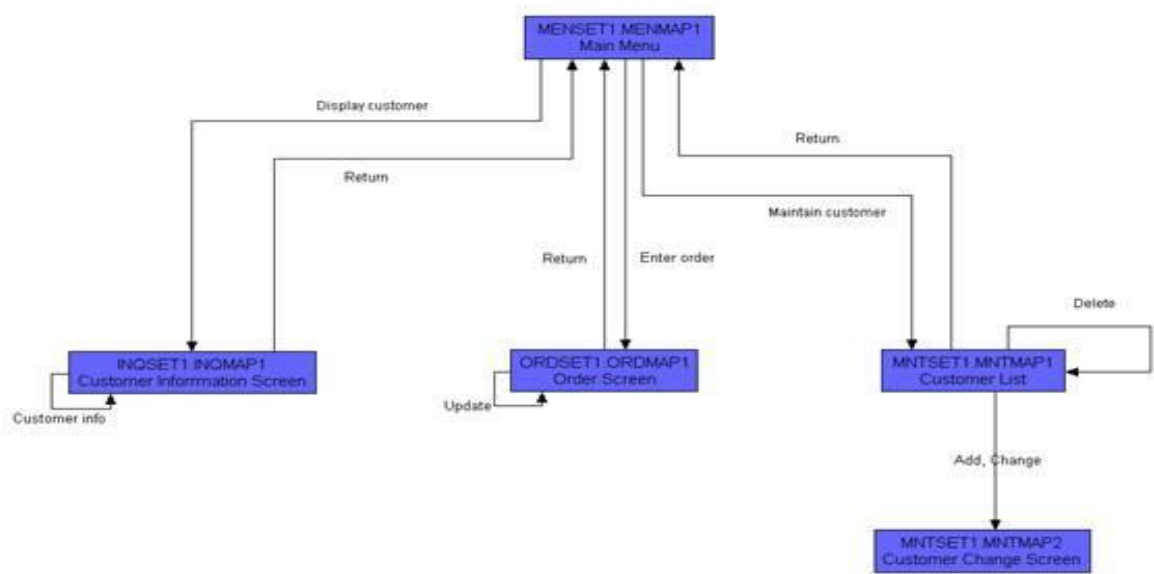 MENSET1.MENMAP1
Main Menu
Display customer
Return
Return
Maintain customer
Return
Enter order
Delete
INQSET1.INQMAP1
Customer Inforrmation Screen
Customer info
ORDSET1.ORDMAP1
Order Screen
Update
MNTSET1.MNTMAP1
Customer List
Add, Change
MNTSET1.MNTMAP2
Customer Change Screen